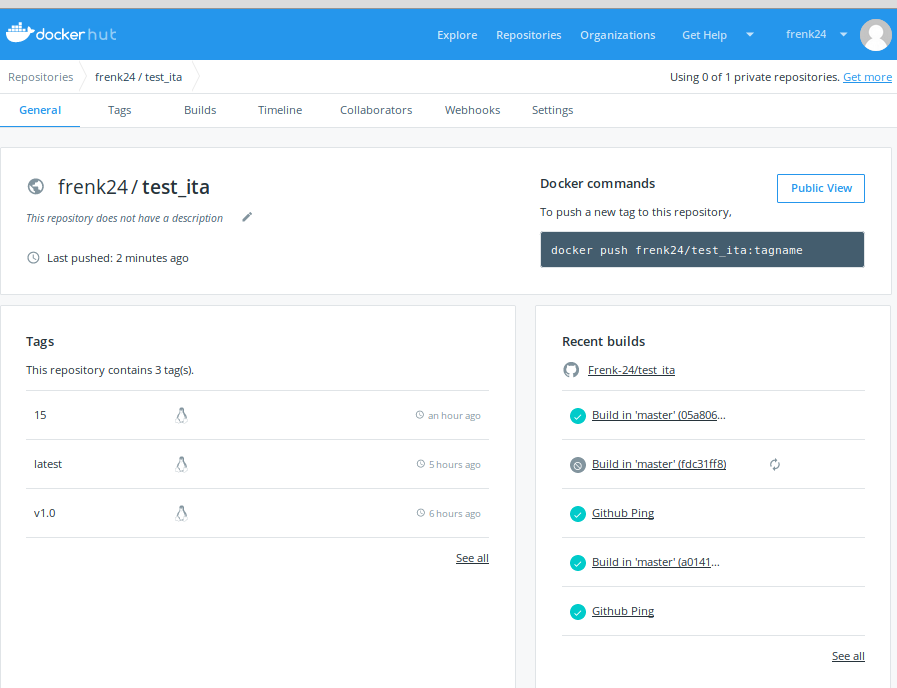 docker hub
Explore Repositories Organizations Get Help frenk24
Repositories frenk24 / test_ita Using 0 of 1 private repositories. Get more
General Tags Builds Timeline Collaborators Webhooks Settings
frenk24 / test_ita
This repository does not have a description
Last pushed: 2 minutes ago
Docker commands
Public View
To push a new tag to this repository,
docker push frenk24/test_ita:tagname
Tags
This repository contains 3 tag(s).
15 an hour ago
latest 5 hours ago
v1.0 6 hours ago
See all
Recent builds
Frenk-24/test_ita
Build in 'master' (05a806...
Build in 'master' (fdc31ff8)
Github Ping
Build in 'master' (a0141...
Github Ping
See all